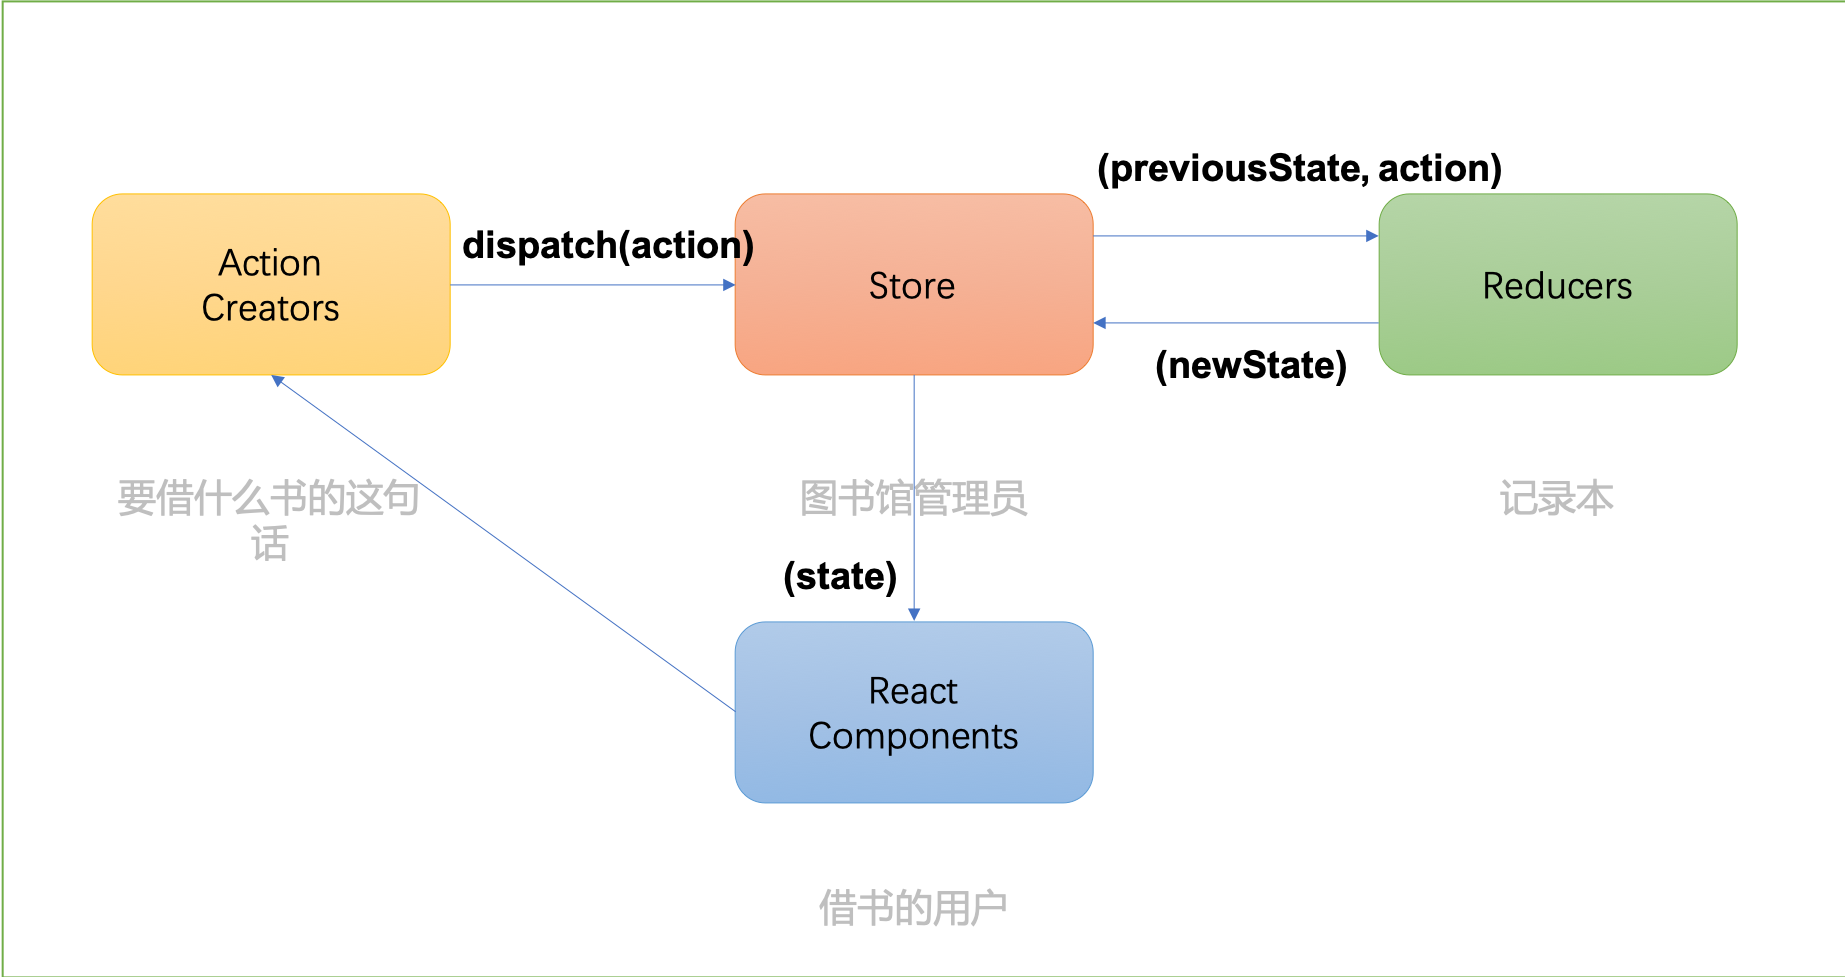 (previousState, action)
Action
Creators
dispatch(action)
Store
Reducers
(newState)
要借什么书的这句
话
图书馆管理员
记录本
(state)
React
Components
借书的用户